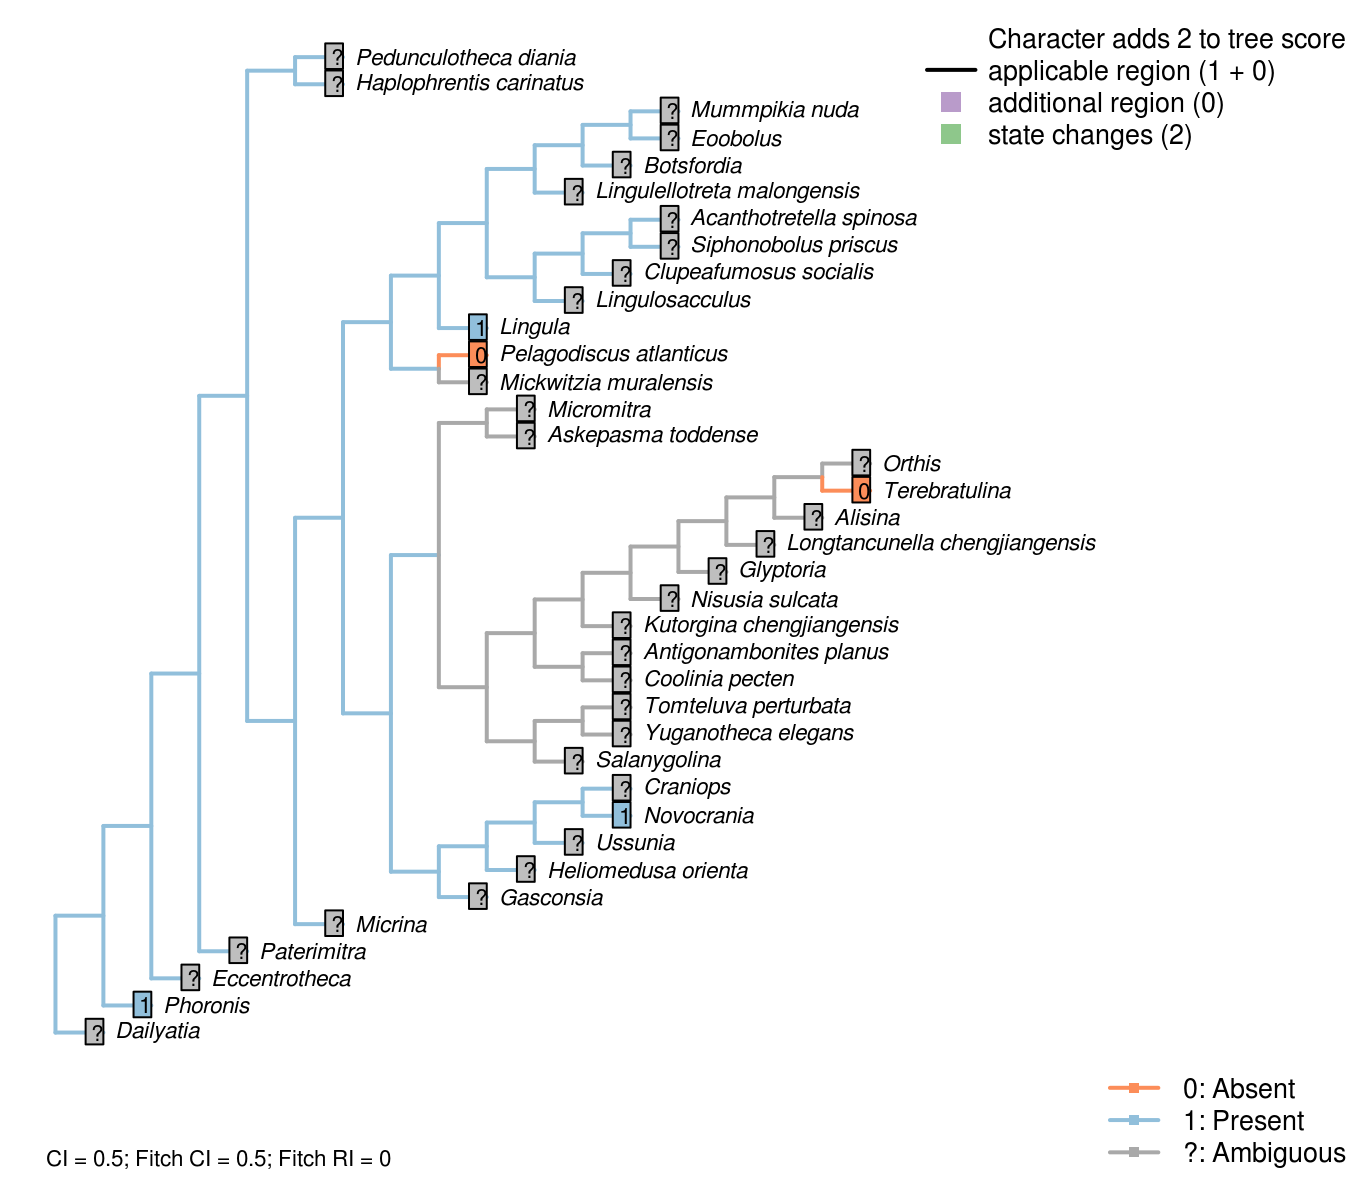 Character adds 2 to tree score
applicable region (1 + 0)
additional region (0)
state changes (2)
? Pedunculotheca diania
? Haplophrentis carinatus
? Mummpikia nuda
? Eoobolus
? Botsfordia
? Lingulellotreta malongensis
? Acanthotretella spinosa
? Siphonobolus priscus
? Clupeafumosus socialis
? Lingulosacculus
1 Lingula
0 Pelagodiscus atlanticus
? Mickwitzia muralensis
? Micromitra
? Askepasma toddense
? Orthis
0 Terebratulina
? Alisina
? Longtancunella chengjiangensis
? Glyptoria
? Nisusia sulcata
? Kutorgina chengjiangensis
? Antigonambonites planus
? Coolinia pecten
? Tomteluva perturbata
? Yuganotheca elegans
? Salanygolina
? Craniops
1 Novocrania
? Ussunia
? Heliomedusa orienta
? Gasconsia
? Micrina
? Paterimitra
? Eccentrotheca
1 Phoronis
? Dailyatia
0: Absent
1: Present
?: Ambiguous
CI = 0.5; Fitch CI = 0.5; Fitch RI = 0